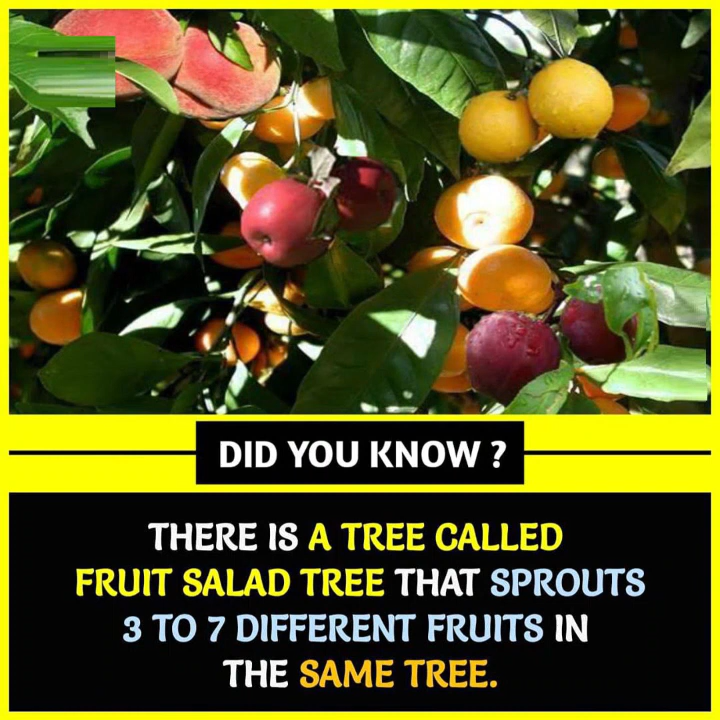 DID YOU KNOW ?
THERE IS A TREE CALLED
FRUIT SALAD TREE THAT SPROUTS
3 TO 7 DIFFERENT FRUITS IN
THE SAME TREE.